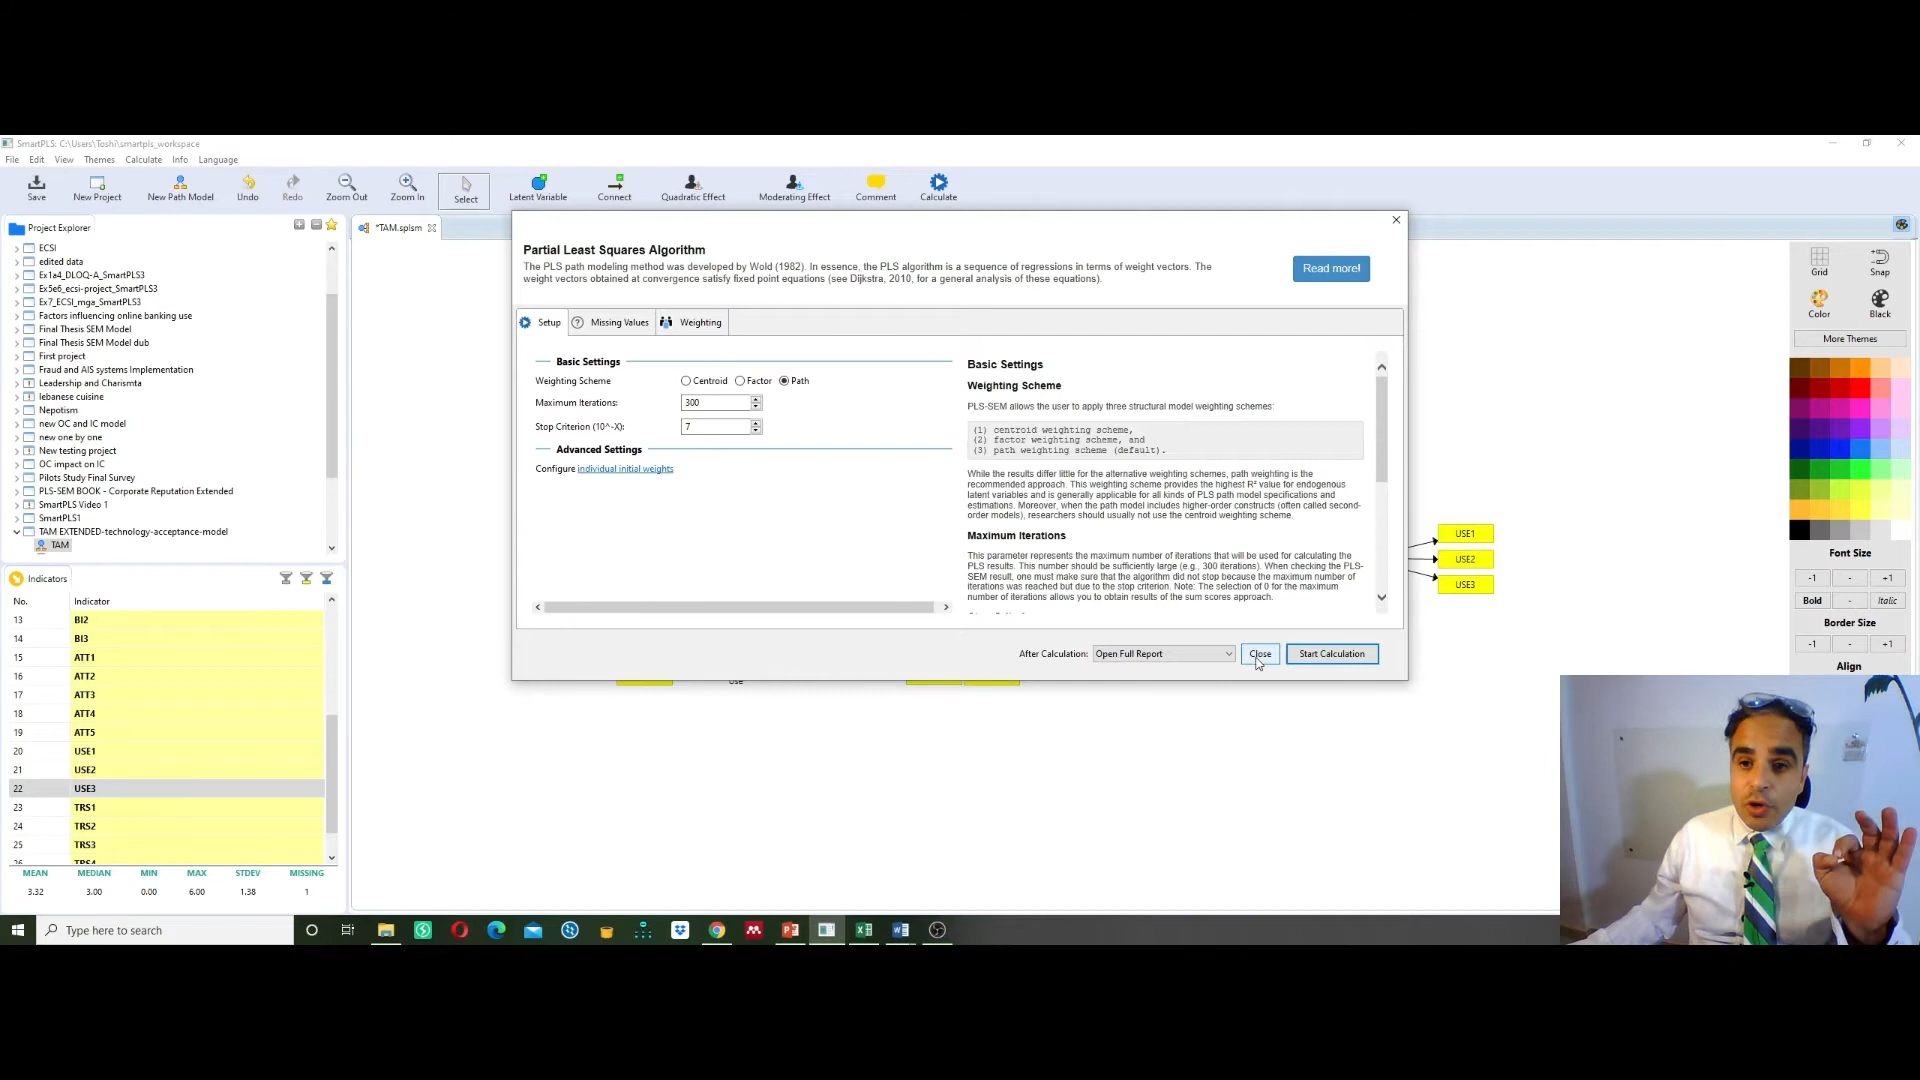 SmartPLS: C:\Users\Toshi\smartpls_workspace
File Edit View Themes Calculate Info Language
Save New Project New Path Model Undo Redo Zoom Out Zoom In Select Latent Variable Connect Quadratic Effect Moderating Effect Comment Calculate
Project Explorer
*TAM.splsm
ECSI
edited data
Ex1a4_DLOQ-A_SmartPLS3
Ex5e6_ecsi-project_SmartPLS3
Ex7_ECSI_mga_SmartPLS3
Factors influencing online banking use
Final Thesis SEM Model
Final Thesis SEM Model dub
First project
Fraud and AIS systems Implementation
Leadership and Charismta
lebanese cuisine
Nepotism
new OC and IC model
new one by one
New testing project
OC impact on IC
Pilots Study Final Survey
PLS-SEM BOOK - Corporate Reputation Extended
SmartPLS Video 1
SmartPLS1
TAM EXTENDED-technology-acceptance-model
TAM
Indicators
No. Indicator
13 BI2
14 BI3
15 ATT1
16 ATT2
17 ATT3
18 ATT4
19 ATT5
20 USE1
21 USE2
22 USE3
23 TRS1
24 TRS2
25 TRS3
26 TRS4
MEAN MEDIAN MIN MAX STDEV MISSING
3.32 3.00 0.00 6.00 1.38 1
Partial Least Squares Algorithm
The PLS path modeling method was developed by Wold (1982). In essence, the PLS algorithm is a sequence of regressions in terms of weight vectors. The
weight vectors obtained at convergence satisfy fixed point equations (see Dijkstra, 2010, for a general analysis of these equations).
Read more!
Setup Missing Values Weighting
Basic Settings
Weighting Scheme Centroid Factor Path
Maximum Iterations: 300
Stop Criterion (10^-X): 7
Advanced Settings
Configure individual initial weights
Basic Settings
Weighting Scheme
PLS-SEM allows the user to apply three structural model weighting schemes:
(1) centroid weighting scheme,
(2) factor weighting scheme, and
(3) path weighting scheme (default).
While the results differ little for the alternative weighting schemes, path weighting is the
recommended approach. This weighting scheme provides the highest R² value for endogenous
latent variables and is generally applicable for all kinds of PLS path model specifications and
estimations. Moreover, when the path model includes higher-order constructs (often called second-
order models), researchers should usually not use the centroid weighting scheme.
Maximum Iterations
This parameter represents the maximum number of iterations that will be used for calculating the
PLS results. This number should be sufficiently large (e.g., 300 iterations). When checking the PLS-
SEM result, one must make sure that the algorithm did not stop because the maximum number of
iterations was reached but due to the stop criterion. Note: The selection of 0 for the maximum
number of iterations allows you to obtain results of the sum scores approach.
After Calculation: Open Full Report Close Start Calculation
Use
USE1
USE2
USE3
Grid Snap
Color Black
More Themes
Font Size
-1 - +1
Bold - Italic
Border Size
-1 - +1
Align
Type here to search